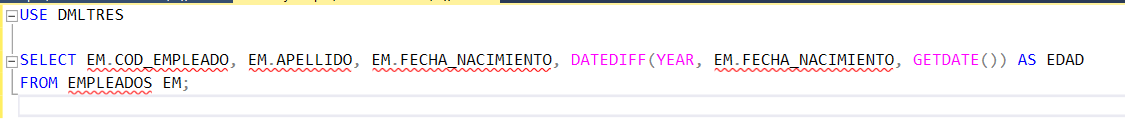 USE DMLTRES
SELECT EM.COD_EMPLEADO, EM.APELLIDO, EM.FECHA_NACIMIENTO, DATEDIFF(YEAR, EM.FECHA_NACIMIENTO, GETDATE()) AS EDAD
FROM EMPLEADOS EM;